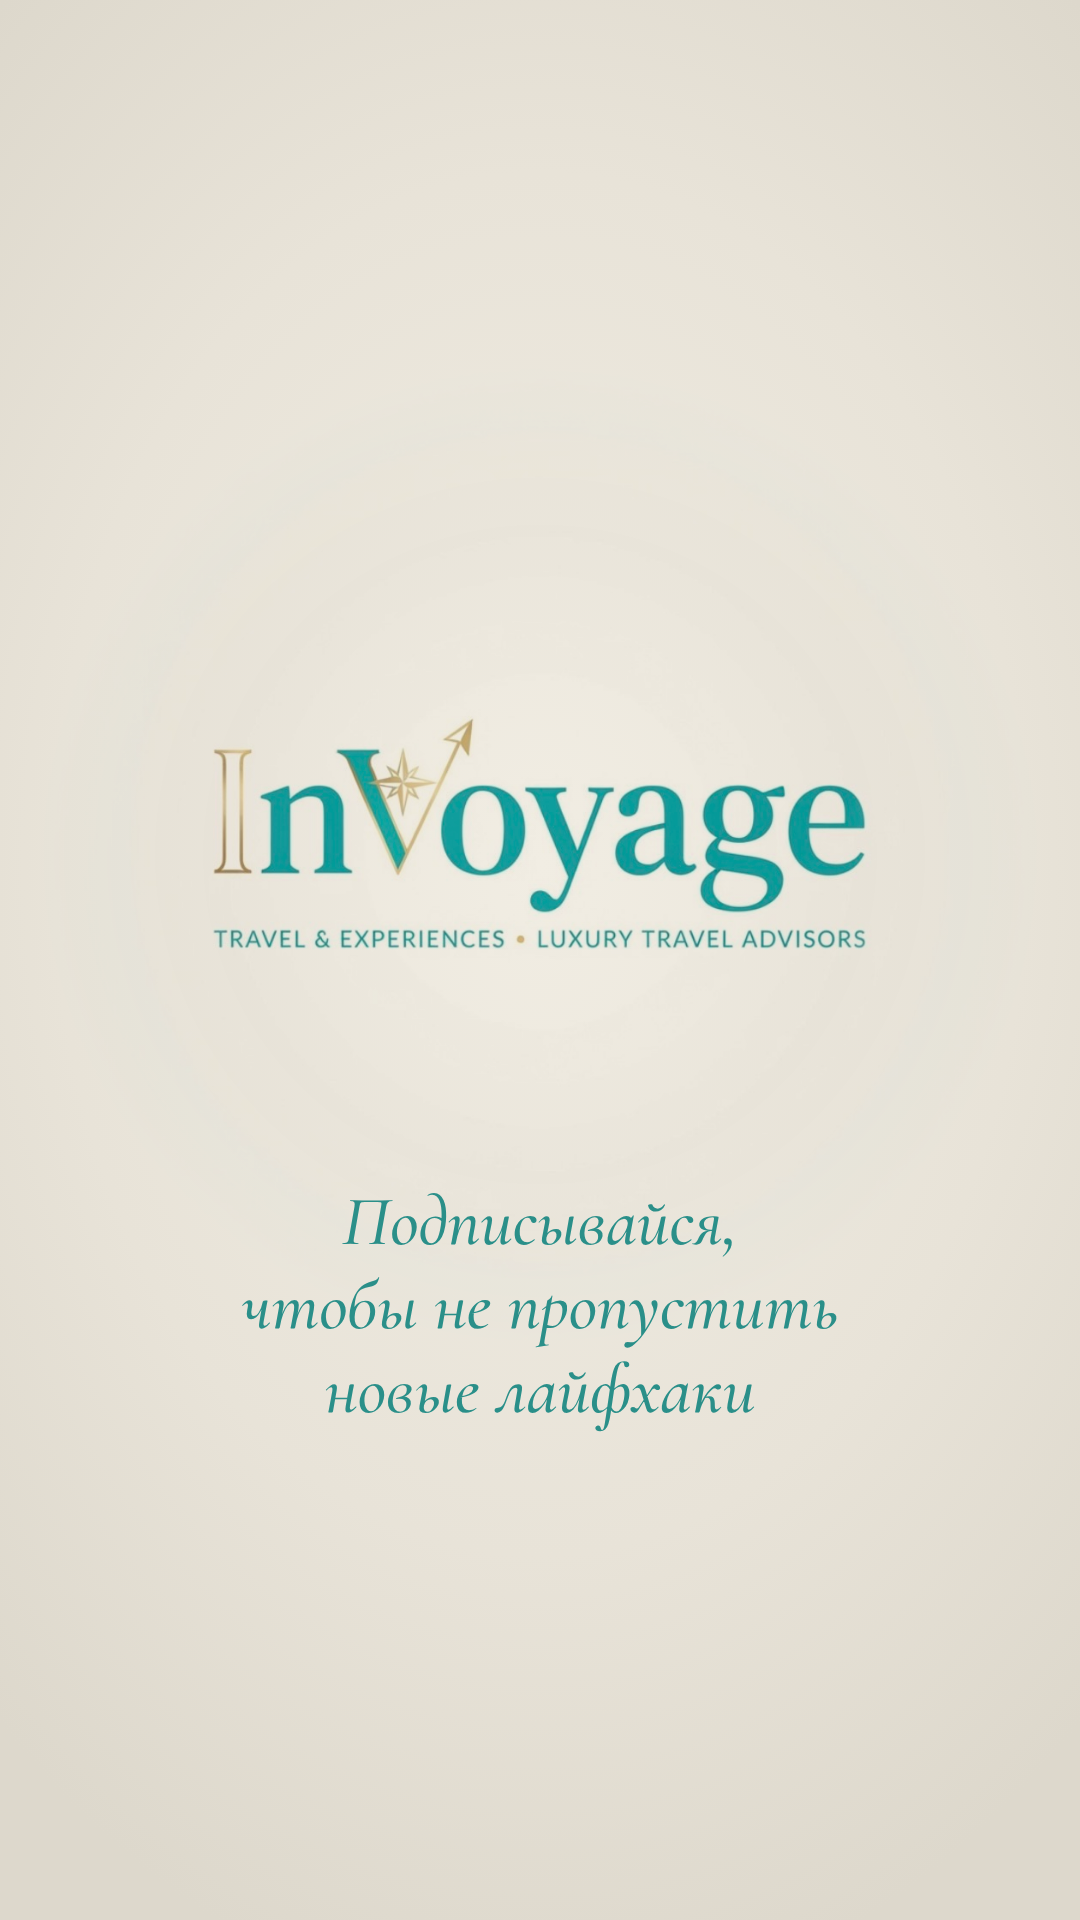 InVoyage
TRAVEL & EXPERIENCES • LUXURY TRAVEL ADVISORS
Подписывайся,
чтобы не пропустить
новые лайфхаки